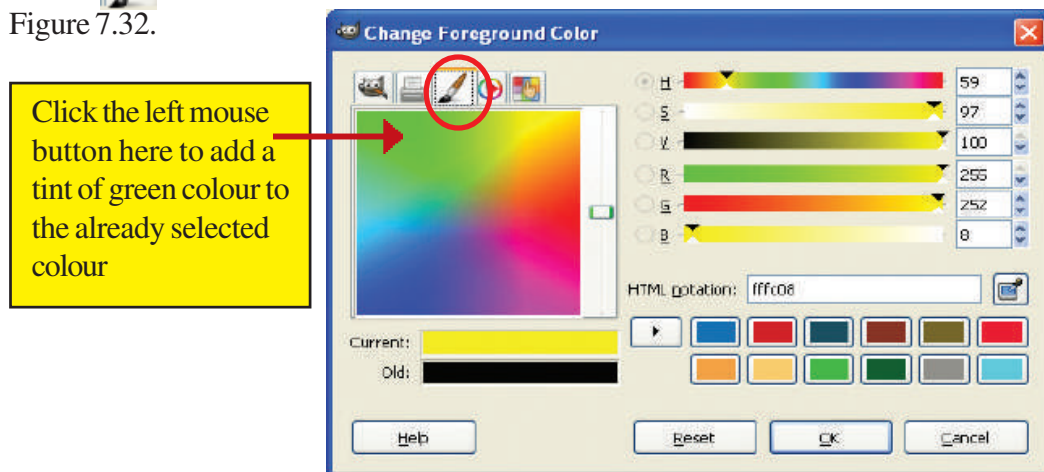 Figure 7.32.
Click the left mouse
button here to add a
tint of green colour to
the already selected
colour
Change Foreground Color
H 59
S 97
V 100
R 255
G 252
B 8
HTML notation: fffc08
Current:
Old:
Help
Reset
OK
Cancel